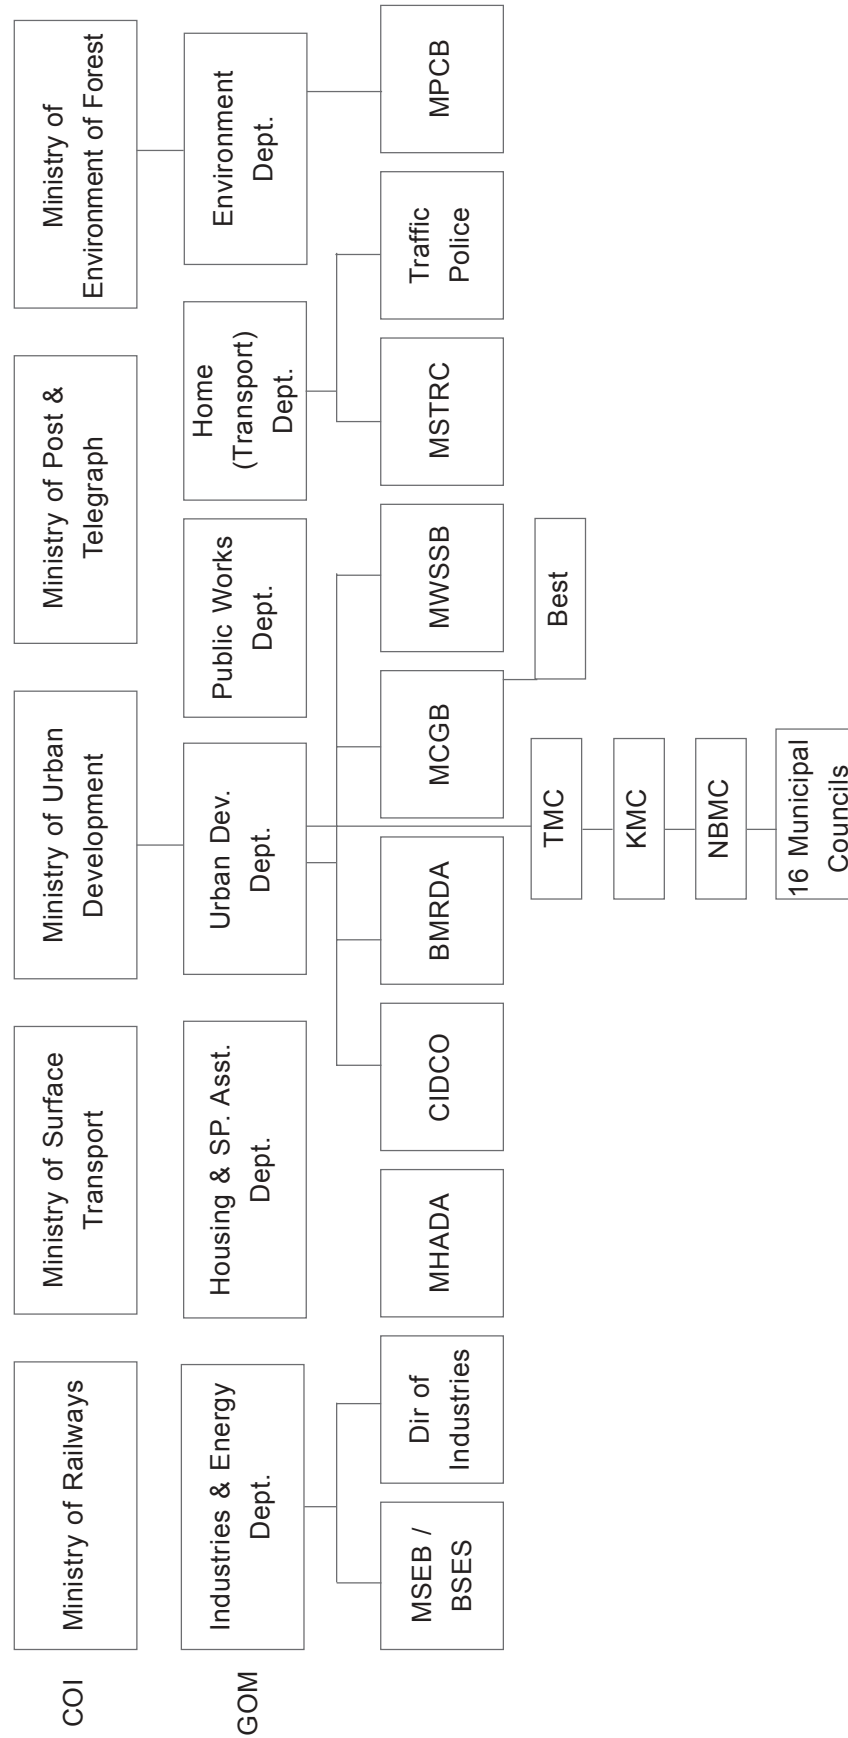 COI
Ministry of Railways
Ministry of Surface
Transport
Ministry of Urban
Development
Ministry of Post &
Telegraph
Ministry of
Environment of Forest
GOM
Industries & Energy
Dept.
Housing & SP. Asst.
Dept.
Urban Dev.
Dept.
Public Works
Dept.
Home
(Transport)
Dept.
Environment
Dept.
MSEB /
BSES
Dir of
Industries
MHADA
CIDCO
BMRDA
MCGB
MWSSB
MSTRC
Traffic
Police
MPCB
TMC
Best
KMC
NBMC
16 Municipal
Councils